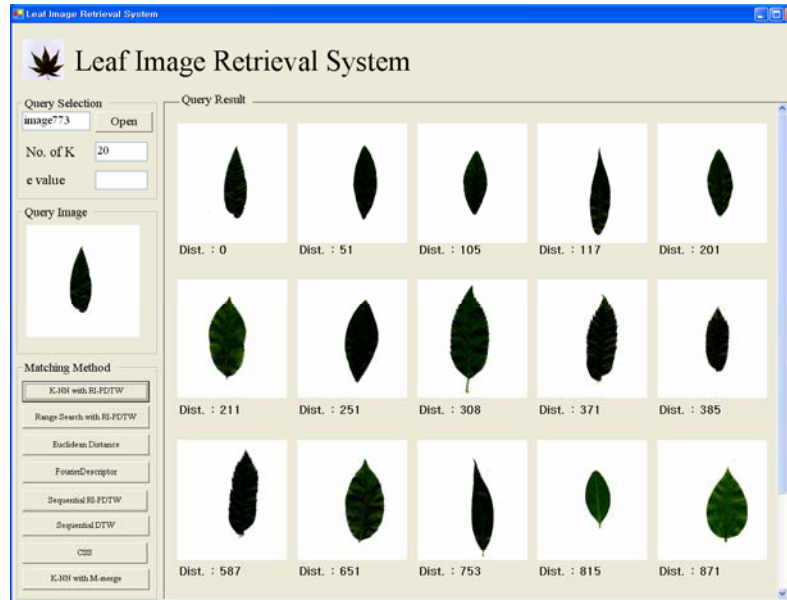 Leaf Image Retrieval System
Leaf Image Retrieval System
Query Selection
image773
Open
No. of K
20
e value
Query Image
Matching Method
K-NN with RI-PDTW
Range Search with RI-PDTW
Euclidean Distance
FourierDescriptor
Sequential RI-PDTW
Sequential DTW
CSS
K-NN with M-merge
Query Result
Dist. : 0
Dist. : 51
Dist. : 105
Dist. : 117
Dist. : 201
Dist. : 211
Dist. : 251
Dist. : 308
Dist. : 371
Dist. : 385
Dist. : 587
Dist. : 651
Dist. : 753
Dist. : 815
Dist. : 871